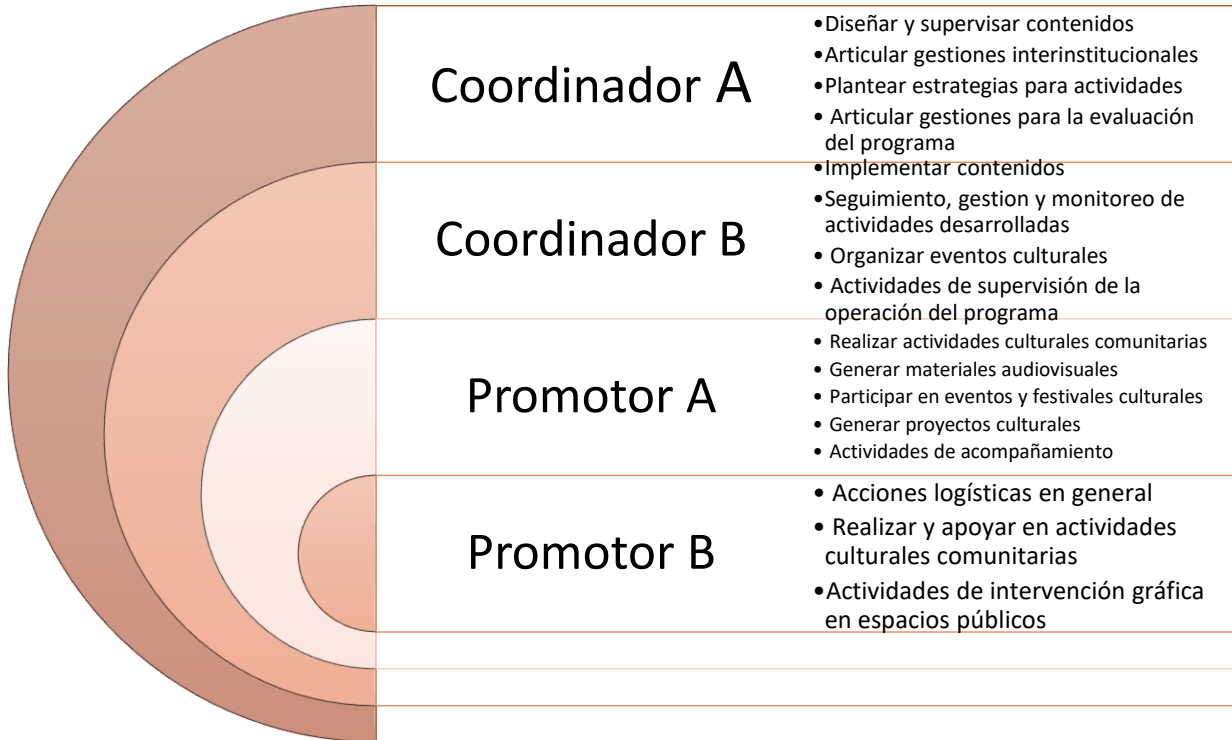 Coordinador A
•Diseñar y supervisar contenidos
•Articular gestiones interinstitucionales
•Plantear estrategias para actividades
• Articular gestiones para la evaluación
del programa
Coordinador B
•Implementar contenidos
•Seguimiento, gestion y monitoreo de
actividades desarrolladas
• Organizar eventos culturales
• Actividades de supervisión de la
operación del programa
Promotor A
• Realizar actividades culturales comunitarias
• Generar materiales audiovisuales
• Participar en eventos y festivales culturales
• Generar proyectos culturales
• Actividades de acompañamiento
Promotor B
• Acciones logísticas en general
• Realizar y apoyar en actividades
culturales comunitarias
•Actividades de intervención gráfica
en espacios públicos